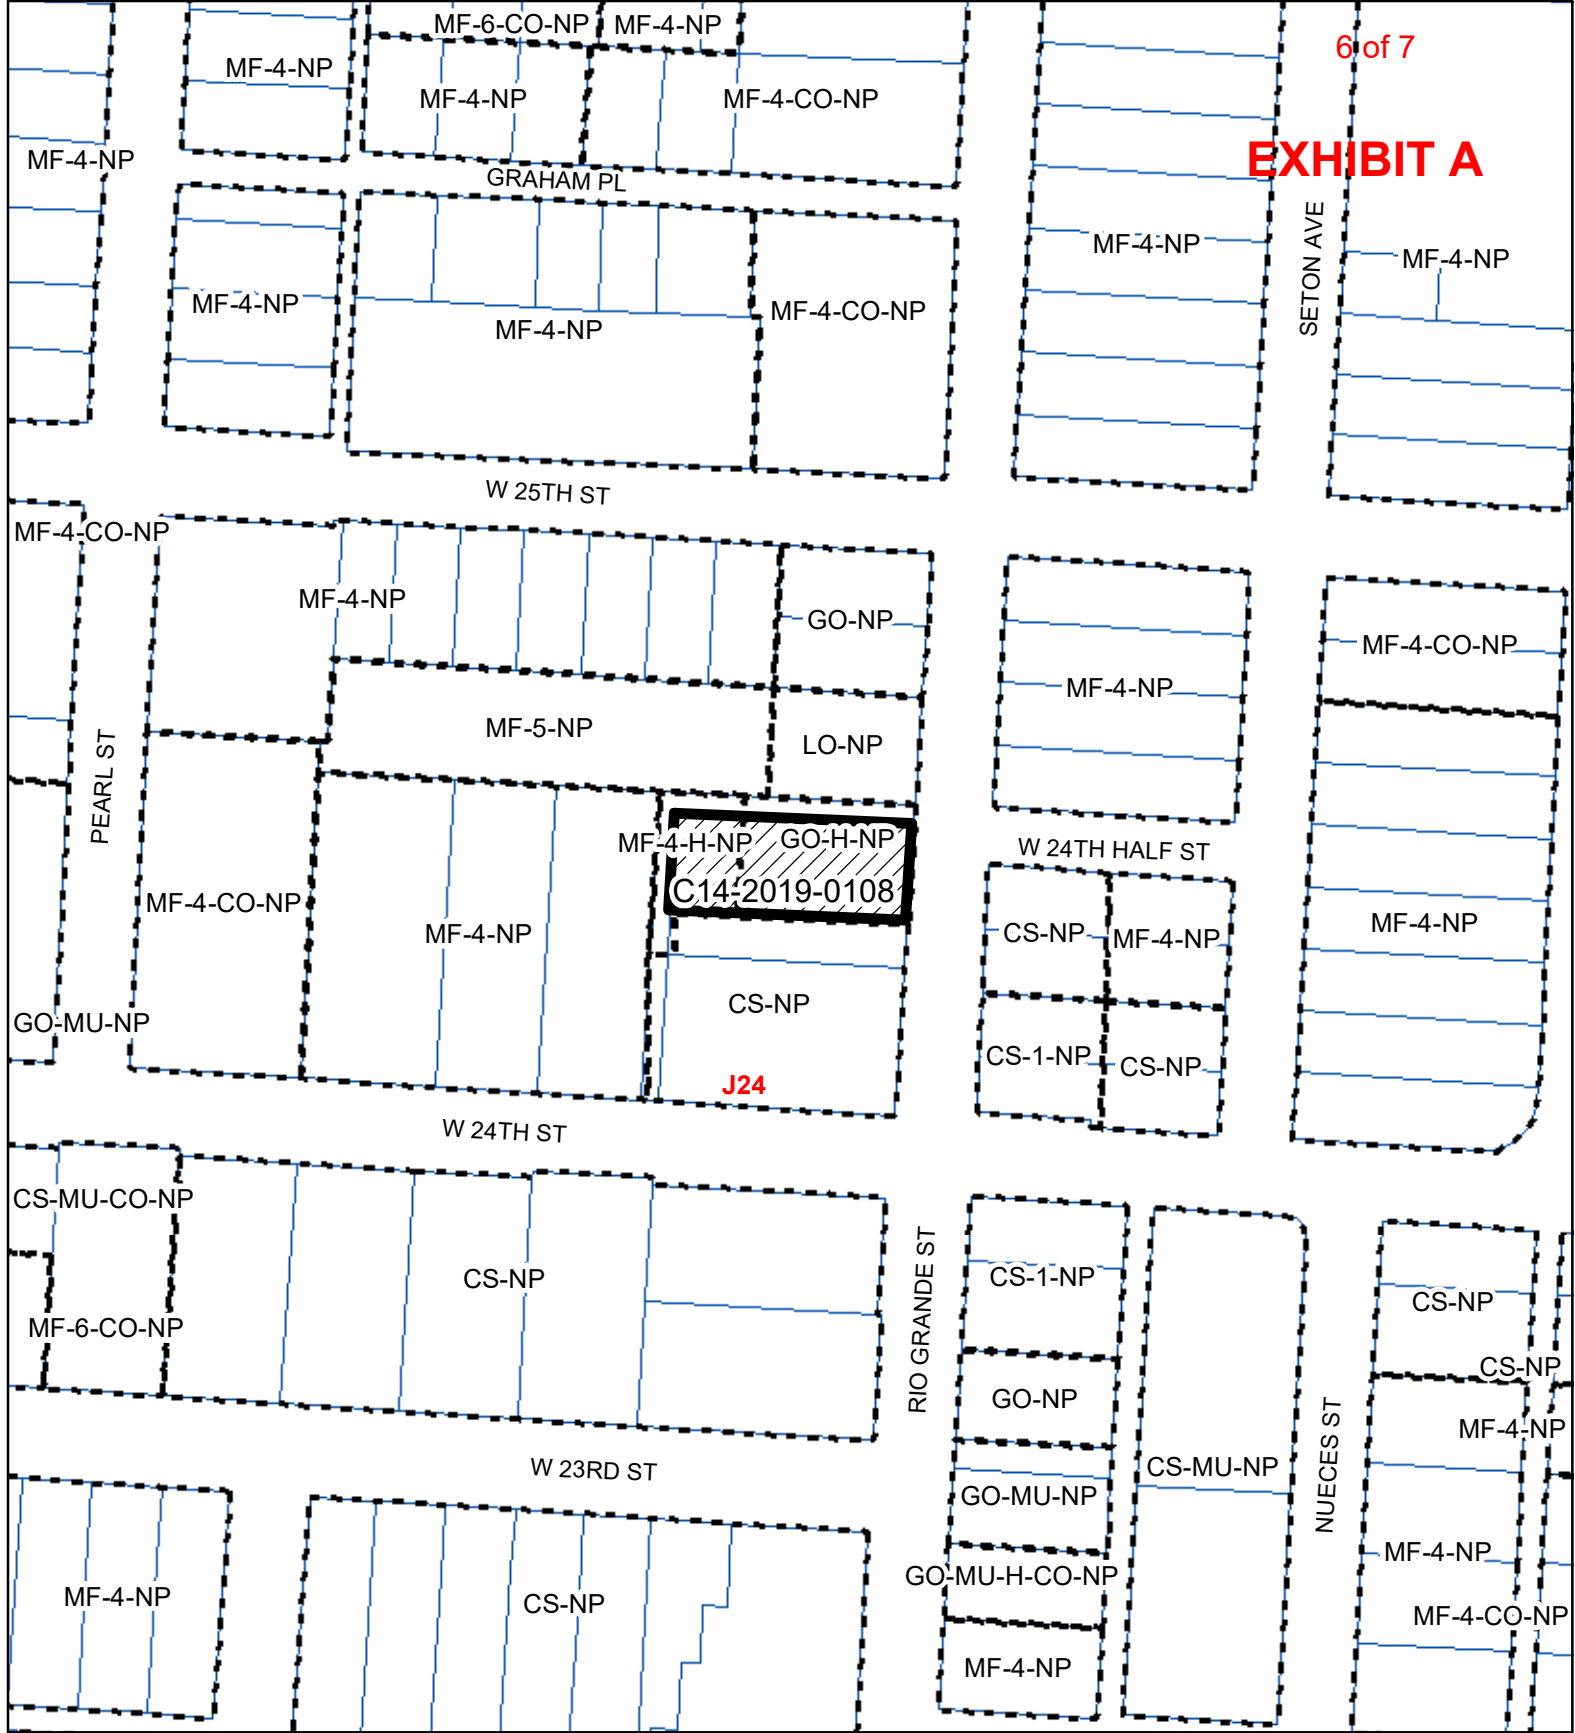 MF-6-CO-NP
MF-4-NP
6 of 7
MF-4-NP
MF-4-NP
MF-4-CO-NP
MF-4-NP
EXHIBIT A
GRAHAM PL
SETON AVE
MF-4-NP
MF-4-NP
MF-4-NP
MF-4-NP
MF-4-CO-NP
W 25TH ST
MF-4-CO-NP
MF-4-NP
GO-NP
MF-4-NP
MF-4-CO-NP
MF-5-NP
LO-NP
PEARL ST
MF-4-H-NP
GO-H-NP
W 24TH HALF ST
C14-2019-0108
MF-4-CO-NP
MF-4-NP
CS-NP
MF-4-NP
MF-4-NP
CS-NP
GO-MU-NP
CS-1-NP
CS-NP
J24
W 24TH ST
CS-MU-CO-NP
CS-NP
RIO GRANDE ST
CS-1-NP
CS-NP
MF-6-CO-NP
CS-NP
GO-NP
MF-4-NP
W 23RD ST
CS-MU-NP
NUECES ST
GO-MU-NP
MF-4-NP
GO-MU-H-CO-NP
MF-4-NP
CS-NP
MF-4-CO-NP
MF-4-NP